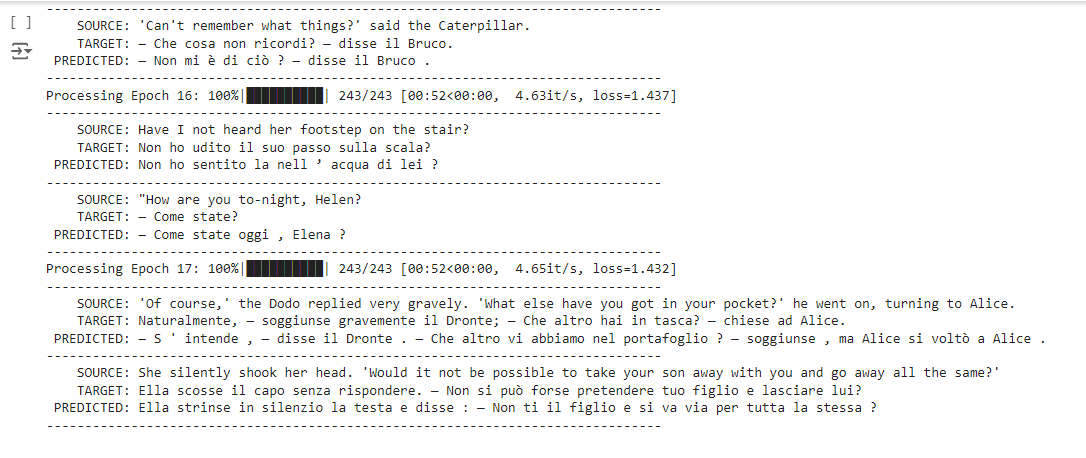 [ ]
-------------------------------------------------------------------------------
SOURCE: 'Can't remember what things?' said the Caterpillar.
TARGET: — Che cosa non ricordi? — disse il Bruco.
PREDICTED: — Non mi è di ciò ? — disse il Bruco .
-------------------------------------------------------------------------------
Processing Epoch 16: 100%|██████████| 243/243 [00:52<00:00,  4.63it/s, loss=1.437]
-------------------------------------------------------------------------------
SOURCE: Have I not heard her footstep on the stair?
TARGET: Non ho udito il suo passo sulla scala?
PREDICTED: Non ho sentito la nell ’ acqua di lei ?
-------------------------------------------------------------------------------
SOURCE: "How are you to-night, Helen?
TARGET: — Come state?
PREDICTED: — Come state oggi , Elena ?
-------------------------------------------------------------------------------
Processing Epoch 17: 100%|██████████| 243/243 [00:52<00:00,  4.65it/s, loss=1.432]
-------------------------------------------------------------------------------
SOURCE: 'Of course,' the Dodo replied very gravely. 'What else have you got in your pocket?' he went on, turning to Alice.
TARGET: Naturalmente, — soggiunse gravemente il Dronte; — Che altro hai in tasca? — chiese ad Alice.
PREDICTED: — S ' intende , — disse il Dronte . — Che altro vi abbiamo nel portafoglio ? — soggiunse , ma Alice si voltò a Alice .
-------------------------------------------------------------------------------
SOURCE: She silently shook her head. 'Would it not be possible to take your son away with you and go away all the same?'
TARGET: Ella scosse il capo senza rispondere. — Non si può forse pretendere tuo figlio e lasciare lui?
PREDICTED: Ella strinse in silenzio la testa e disse : — Non ti il figlio e si va via per tutta la stessa ?
-------------------------------------------------------------------------------